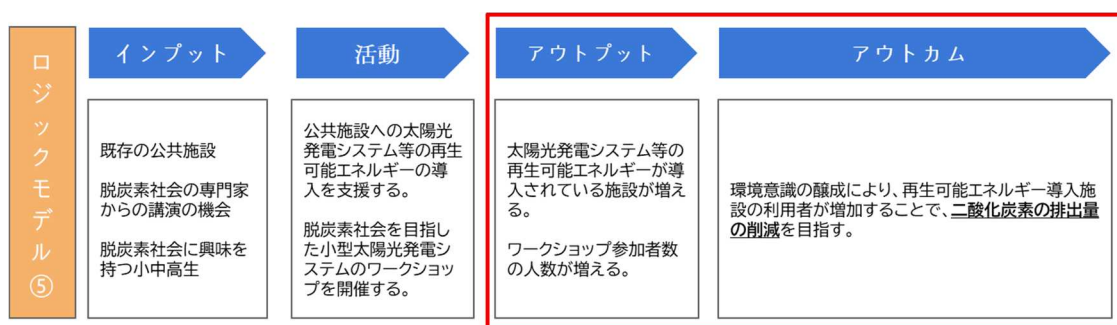 ロジックモデル⑤
インプット
既存の公共施設
脱炭素社会の専門家
からの講演の機会
脱炭素社会に興味を
持つ小中高生
活動
公共施設への太陽光
発電システム等の再生
可能エネルギーの導
入を支援する。
脱炭素社会を目指し
た小型太陽光発電シ
ステムのワークショッ
プを開催する。
アウトプット
太陽光発電システム等の
再生可能エネルギーが導
入されている施設が増え
る。
ワークショップ参加者数
の人数が増える。
アウトカム
環境意識の醸成により、再生可能エネルギー導入施
設の利用者が増加することで、二酸化炭素の排出量
の削減を目指す。